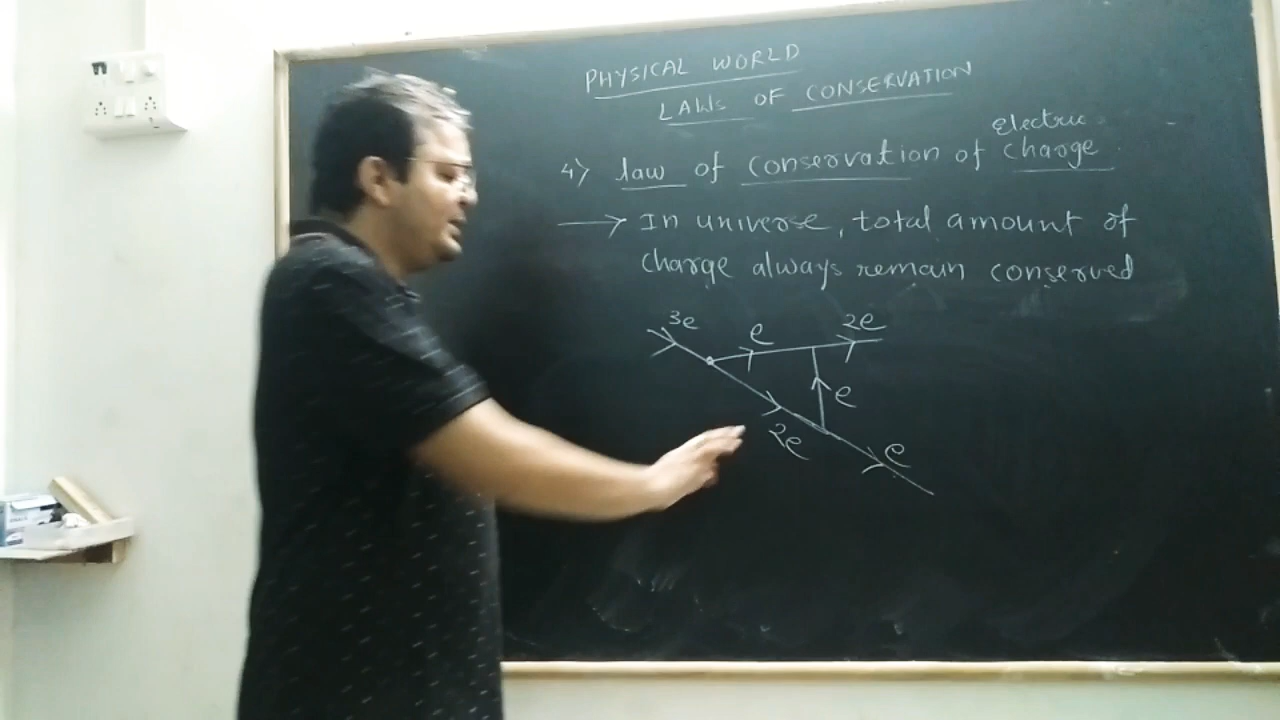 PHYSICAL WORLD
LAWS OF CONSERVATION
electric
4) law of conservation of charge
→ In universe, total amount of
charge always remain conserved
3e e 2e
e
2e e